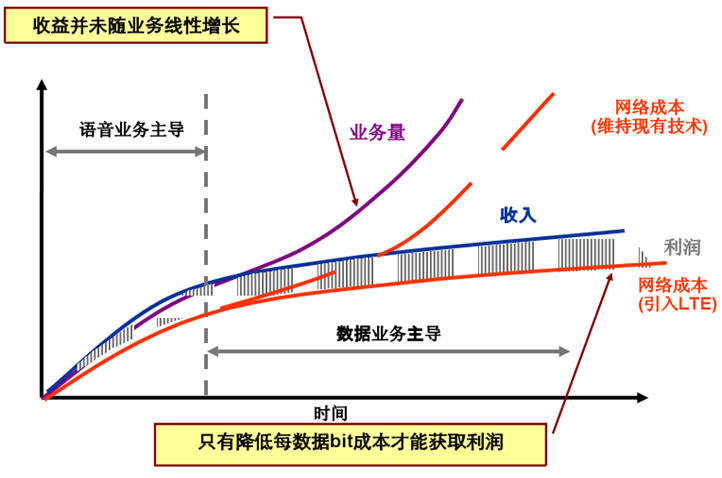 收益并未随业务线性增长
语音业务主导
业务量
网络成本
(维持现有技术)
收入
利润
网络成本
(引入LTE)
数据业务主导
时间
只有降低每数据bit成本才能获取利润